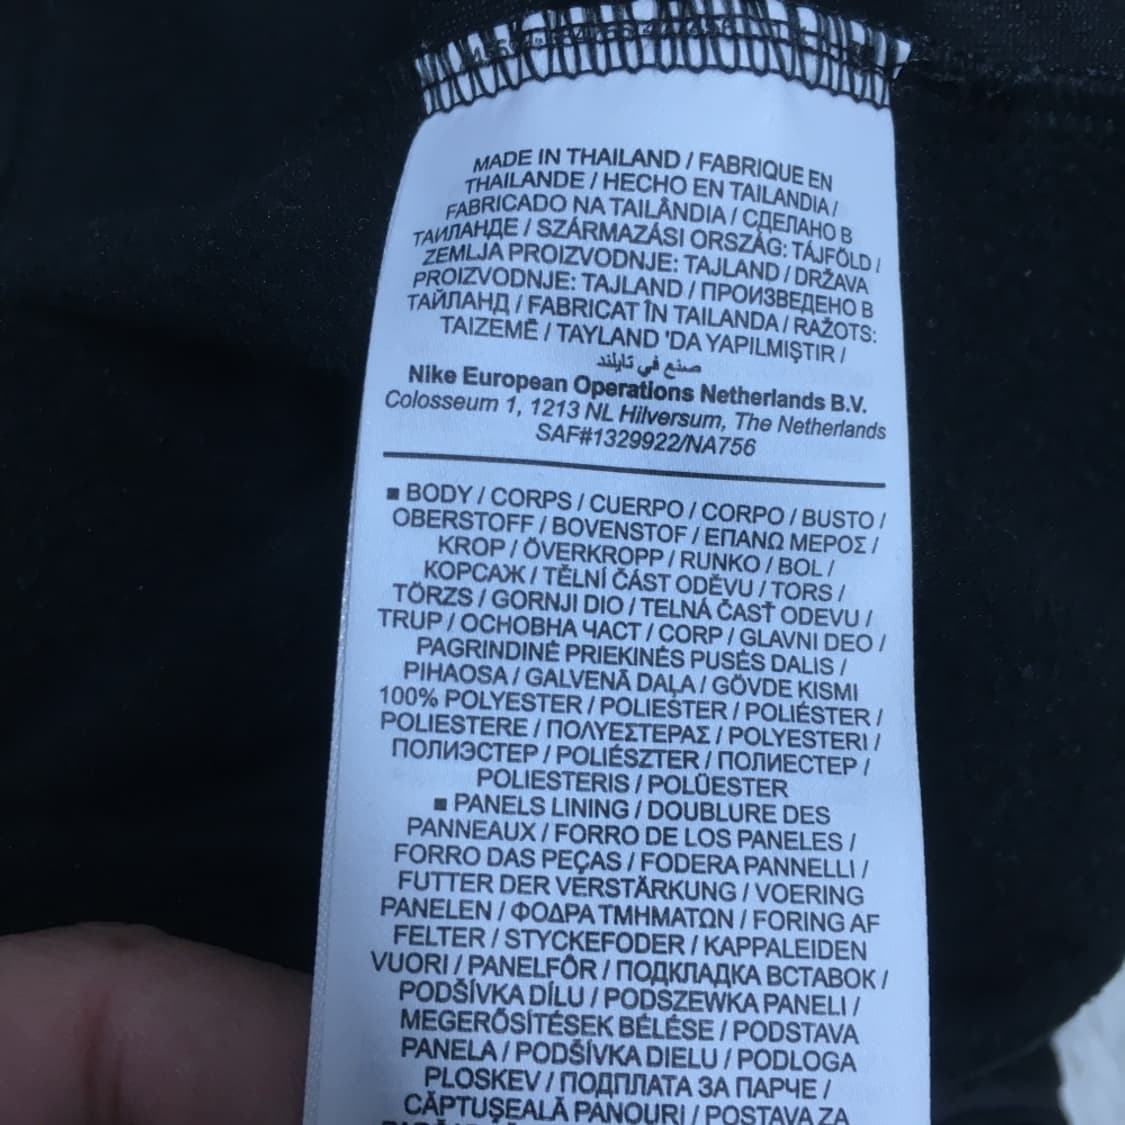 MADE IN THAILAND / FABRIQUE EN
THAILANDE / HECHO EN TAILANDIA /
FABRICADO NA TAILÂNDIA / СДЕЛАНО В
ТАИЛАНДЕ / SZÁRMAZÁSI ORSZÁG: TÁJFÖLD /
ZEMLJA PROIZVODNJE: TAJLAND / DRŽAVA
PROIZVODNJE: TAJLAND / ПРОИЗВЕДЕНО В
ТАЙЛАНД / FABRICAT ÎN TAILANDA / RAŽOTS:
TAIZEMĒ / TAYLAND 'DA YAPILMIŞTIR /
صنع في تايلند
Nike European Operations Netherlands B.V.
Colosseum 1, 1213 NL Hilversum, The Netherlands
SAF#1329922/NA756
■ BODY / CORPS / CUERPO / CORPO / BUSTO /
OBERSTOFF / BOVENSTOF / ΕΠΑΝΩ ΜΕΡΟΣ /
KROP / ÖVERKROPP / RUNKO / BOL /
КОРСАЖ / TĚLNÍ ČÁST ODĚVU / TORS /
TÖRZS / GORNJI DIO / TELNÁ ČASŤ ODEVU /
TRUP / ОСНОВНА ЧАСТ / CORP / GLAVNI DEO /
PAGRINDINĖ PRIEKINĖS PUSĖS DALIS /
PIHAOSA / GALVENĀ DAĻA / GÖVDE KISMI
100% POLYESTER / POLIESTER / POLIÉSTER /
POLIESTERE / ΠΟΛΥΕΣΤΕΡΑΣ / POLYESTERI /
ПОЛИЭСТЕР / POLIÉSZTER / ПОЛИЕСТЕР /
POLIESTERIS / POLÜESTER
■ PANELS LINING / DOUBLURE DES
PANNEAUX / FORRO DE LOS PANELES /
FORRO DAS PEÇAS / FODERA PANNELLI /
FUTTER DER VERSTÄRKUNG / VOERING
PANELEN / ΦΟΔΡΑ ΤΜΗΜΑΤΩΝ / FORING AF
FELTER / STYCKEFODER / KAPPALEIDEN
VUORI / PANELFÔR / ПОДКЛАДКА ВСТАВОК /
PODŠÍVKA DÍLU / PODSZEWKA PANELI /
MEGERŐSÍTÉSEK BÉLÉSE / PODSTAVA
PANELA / PODŠÍVKA DIELU / PODLOGA
PLOSKEV / ПОДПЛАТА ЗА ПАРЧЕ /
CĂPTUŞEALĂ PANOURI / POSTAVA ZA